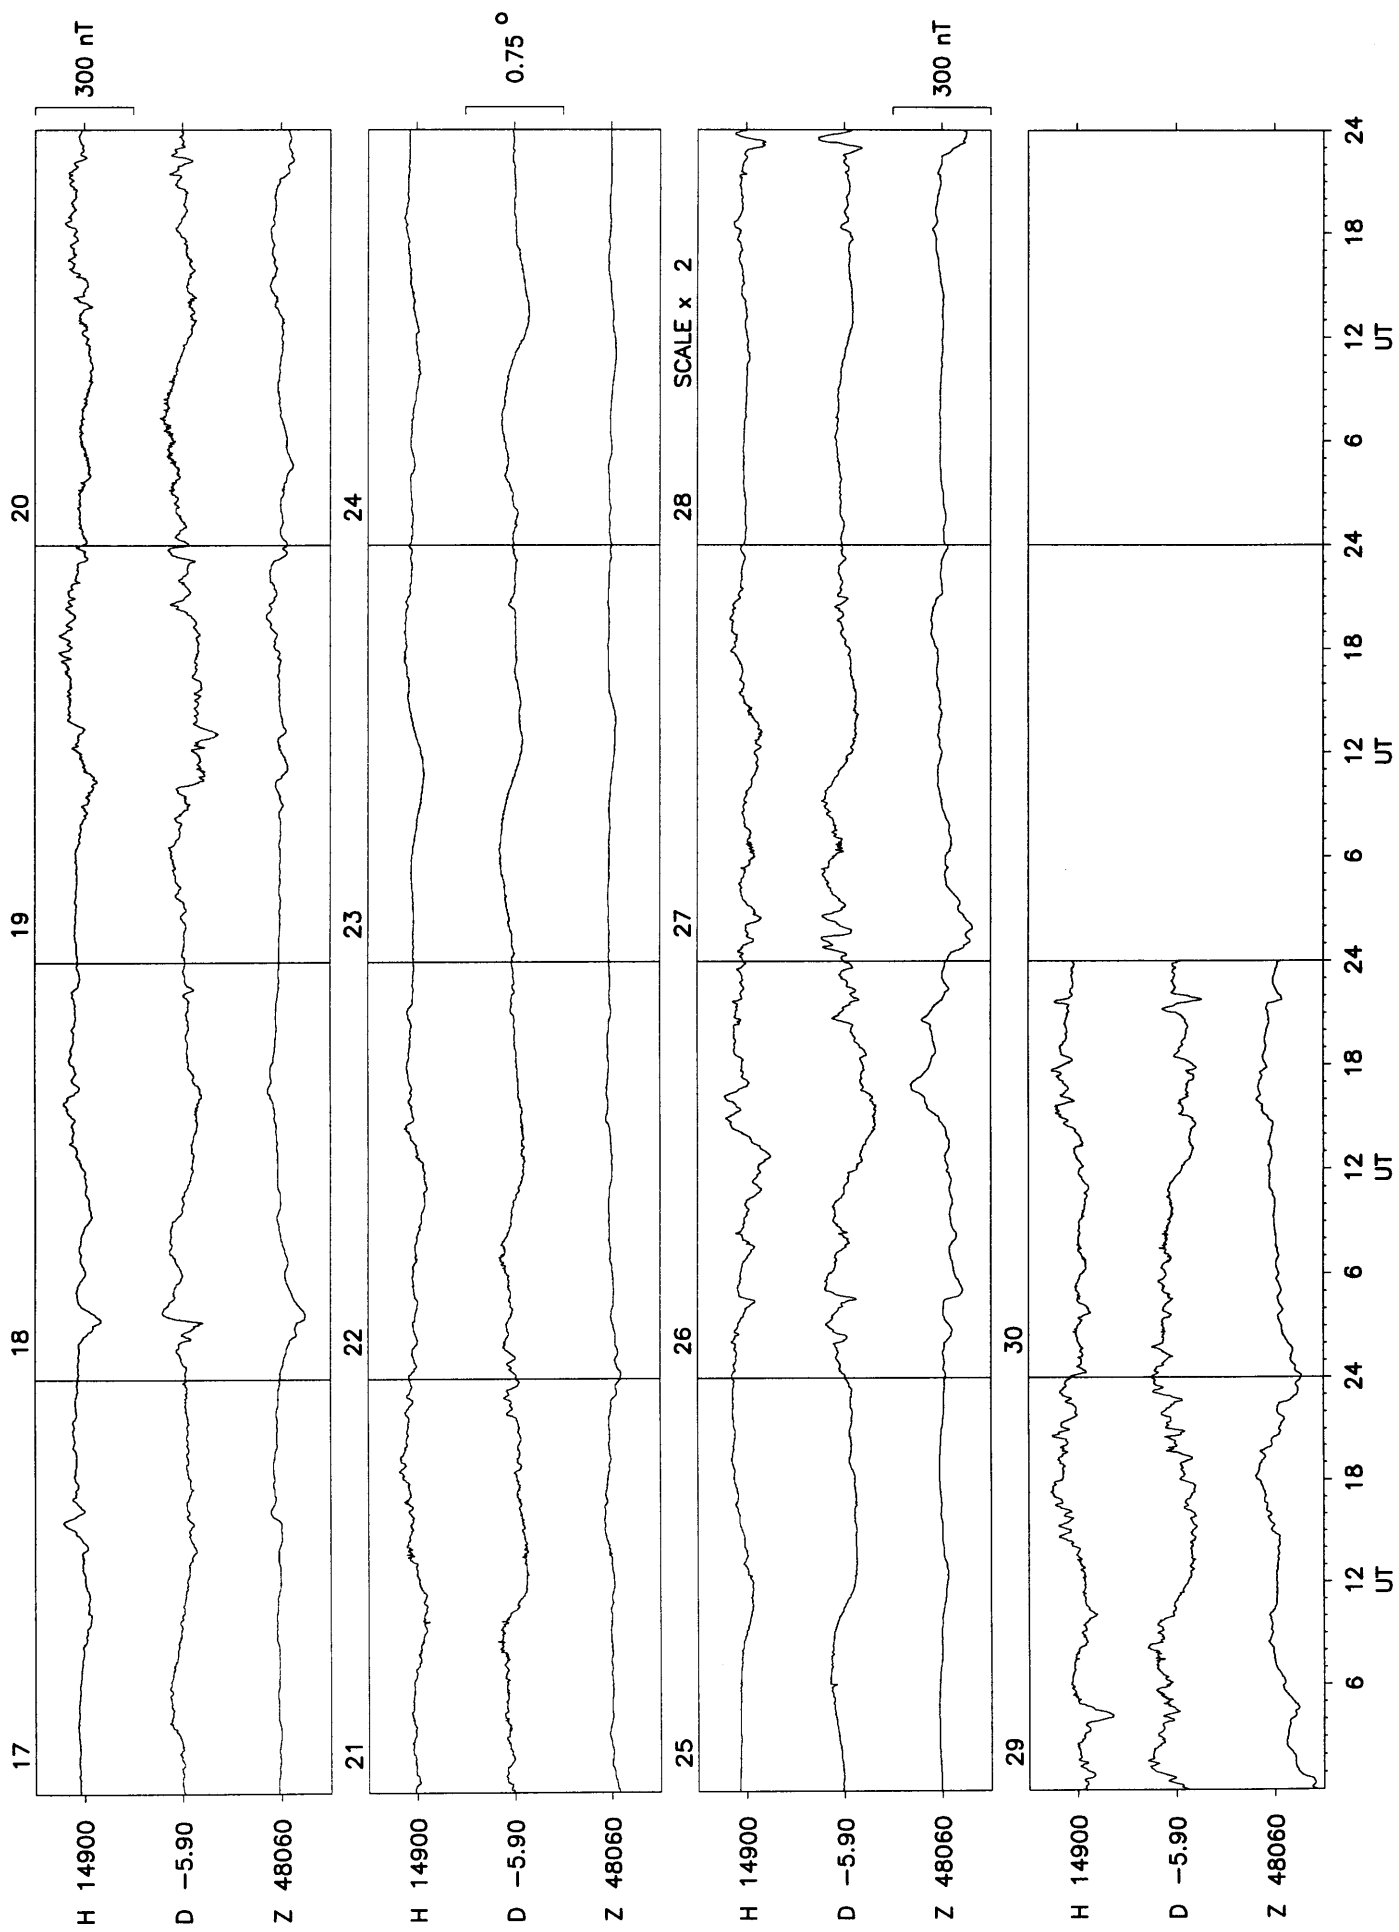 17 18 19 20
H 14900
D -5.90
Z 48060
300 nT
21 22 23 24
H 14900
D -5.90
Z 48060
0.75 °
25 26 27 28 SCALE x 2
H 14900
D -5.90
Z 48060
300 nT
29 30
H 14900
D -5.90
Z 48060
6 12 18 24 6 12 18 24 6 12 18 24 6 12 18 24
UT UT UT UT